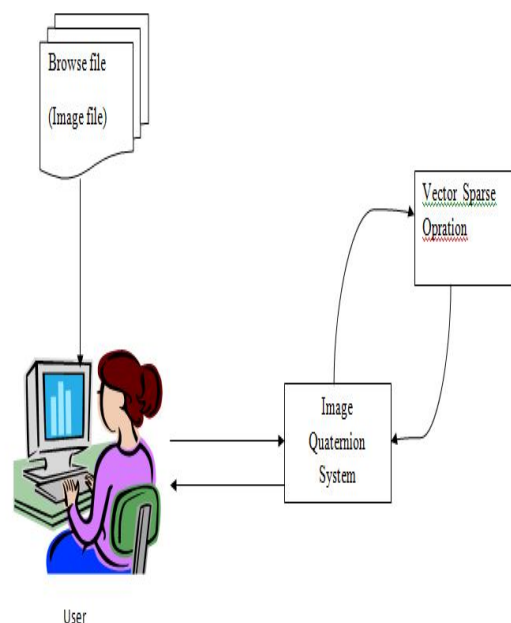 Browse file
(Image file)
Vector Sparse
Opration
Image
Quaternion
System
User